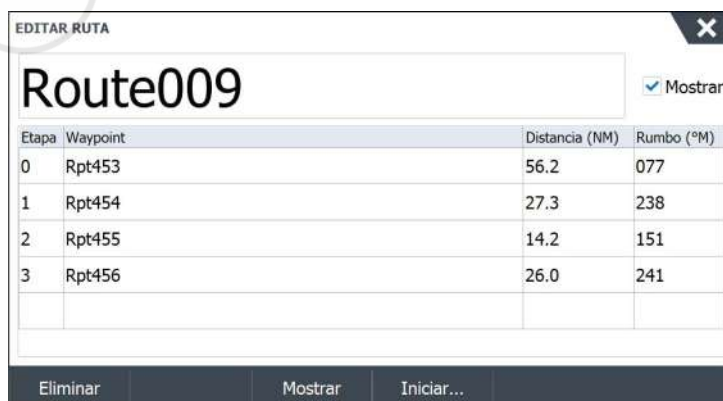 EDITAR RUTA
Route009
Mostrar
Etapa Waypoint Distancia (NM) Rumbo (°M)
0 Rpt453 56.2 077
1 Rpt454 27.3 238
2 Rpt455 14.2 151
3 Rpt456 26.0 241
Eliminar Mostrar Iniciar...